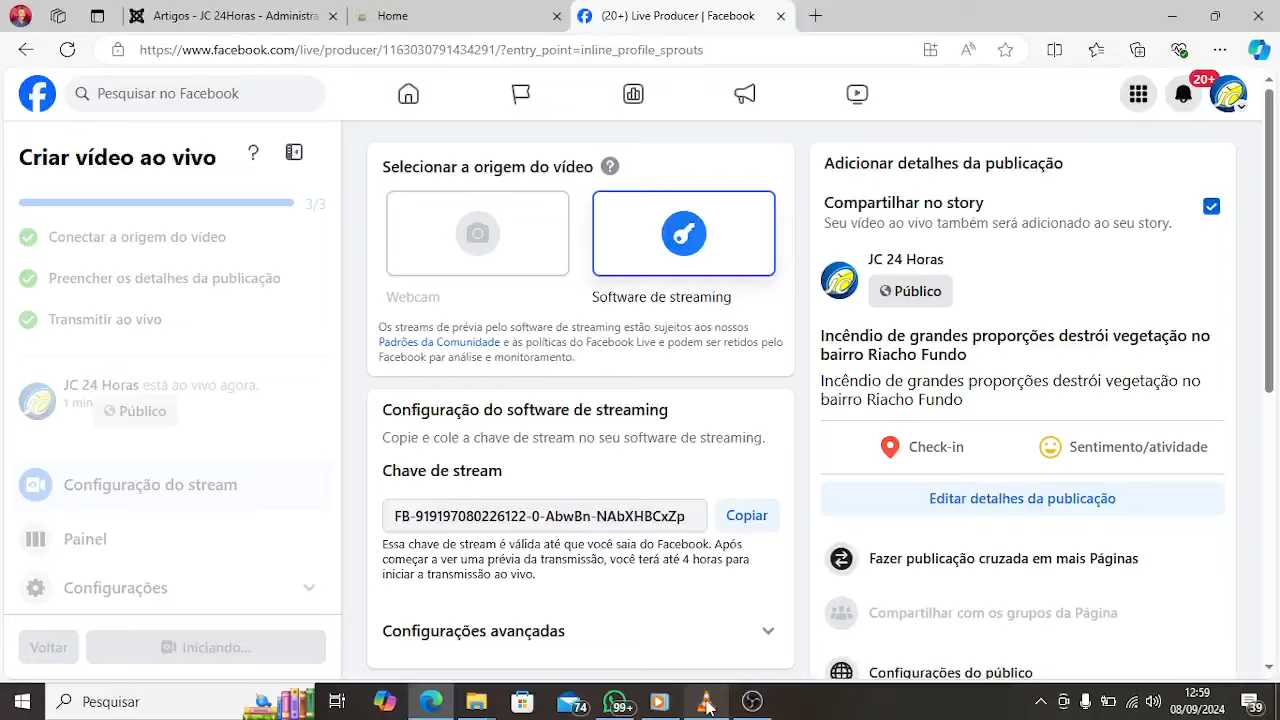 Artigo v JC 24Horas - Administra
Home
(20+) Live Producer | Facebook
https://www.facebook.com/live/producer/1163030791434291/?entry_point=inline_profile_sprouts
Pesquisar no Facebook
20+
Criar vídeo ao vivo
?
3/3
Conectar a origem do vídeo
Preencher os detalhes da publicação
Transmitir ao vivo
JC 24 Horas está ao vivo agora.
1 min
Público
Configuração do stream
Painel
Configurações
Voltar
Iniciando...
Selecionar a origem do vídeo ?
Webcam
Software de streaming
Os streams de prévia pelo software de streaming estão sujeitos aos nossos
Padrões da Comunidade e às políticas do Facebook Live e podem ser retidos pelo
Facebook par análise e monitoramento.
Configuração do software de streaming
Copie e cole a chave de stream no seu software de streaming.
Chave de stream
FB-919197080226122-0-AbwBn-NAbXHBCxZp
Copiar
Essa chave de stream é válida até que você saia do Facebook. Após
começar a ver uma prévia da transmissão, você terá até 4 horas para
iniciar a transmissão ao vivo.
Configurações avançadas
Adicionar detalhes da publicação
Compartilhar no story
Seu vídeo ao vivo também será adicionado ao seu story.
JC 24 Horas
Público
Incêndio de grandes proporções destrói vegetação no
bairro Riacho Fundo
Incêndio de grandes proporções destrói vegetação no
bairro Riacho Fundo
Check-in
Sentimento/atividade
Editar detalhes da publicação
Fazer publicação cruzada em mais Páginas
Compartilhar com os grupos da Página
Configurações do público
Pesquisar
74
99+
12:59
08/09/2024
39